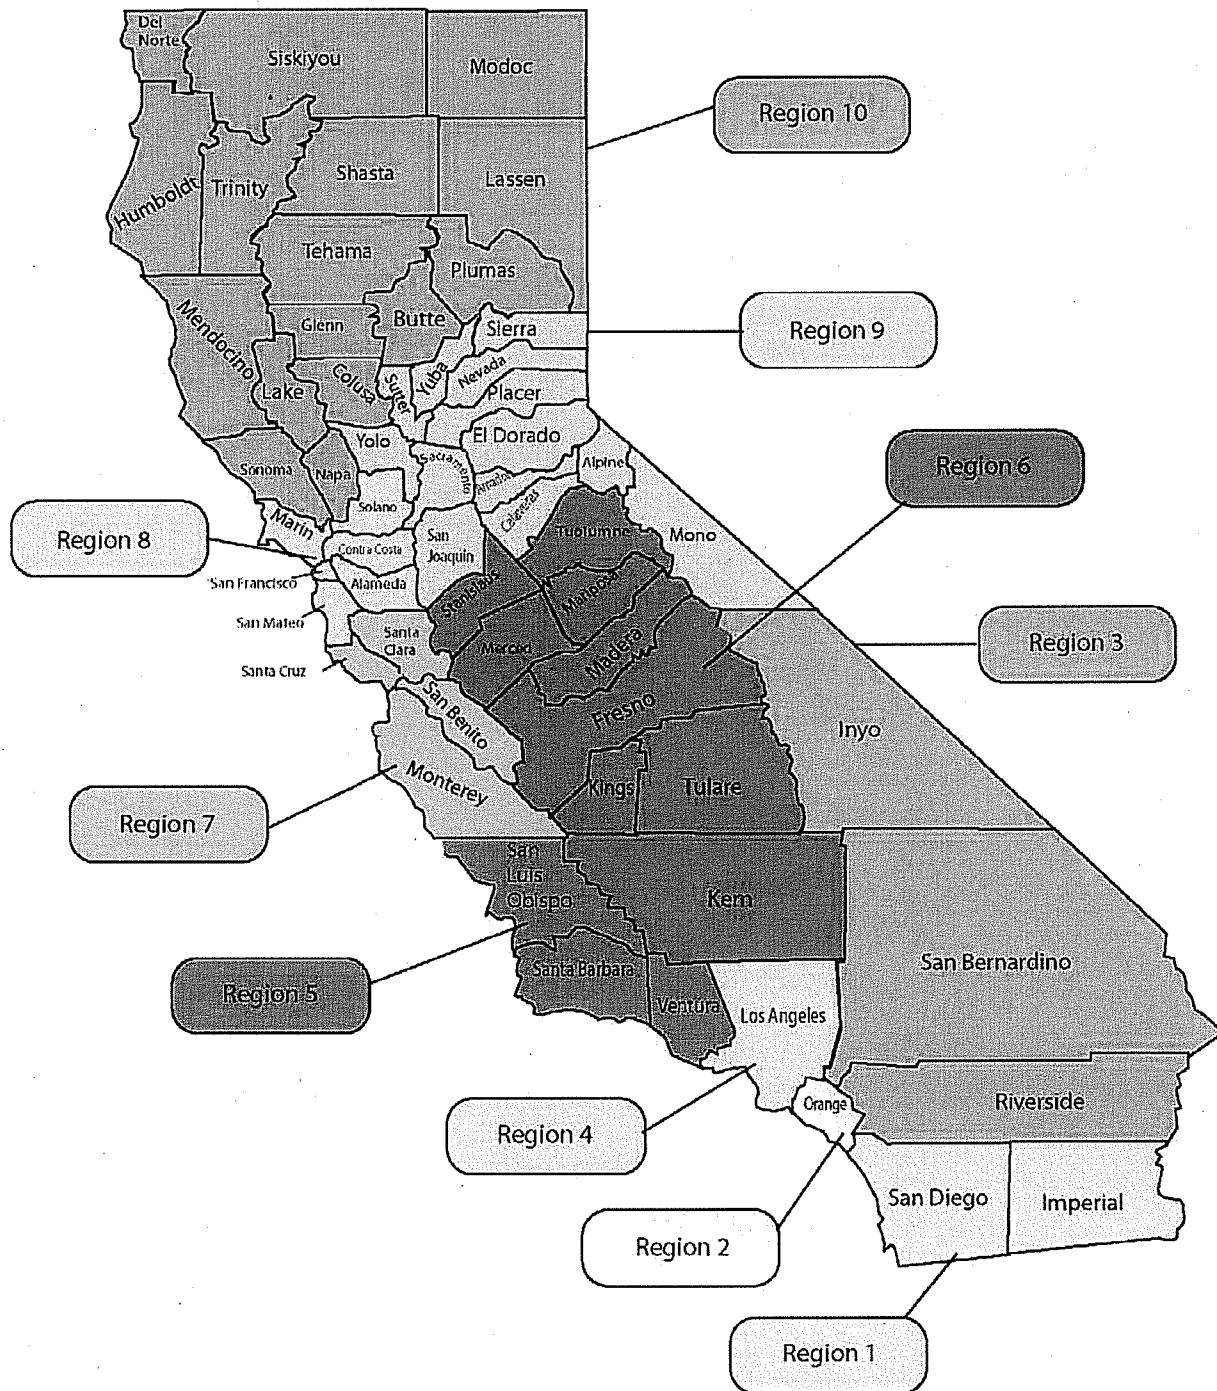 Del
Norte
Siskiyou
Modoc
Region 10
Humboldt
Trinity
Shasta
Lassen
Tehama
Plumas
Mendocino
Glenn
Butte
Sierra
Region 9
Lake
Colusa
Sutter
Yuba
Nevada
Placer
El Dorado
Yolo
Sonoma
Napa
Sacramento
Amador
Alpine
Region 6
Solano
Calaveras
Marin
Tuolumne
Mono
Region 8
Contra Costa
San
Joaquin
San Francisco
Alameda
Stanislaus
Mariposa
San Mateo
Santa
Clara
Merced
Madera
Region 3
Santa Cruz
San Benito
Fresno
Inyo
Monterey
Kings
Tulare
Region 7
San
Luis
Obispo
Kern
San Bernardino
Santa Barbara
Region 5
Ventura
Los Angeles
Orange
Riverside
Region 4
San Diego
Imperial
Region 2
Region 1